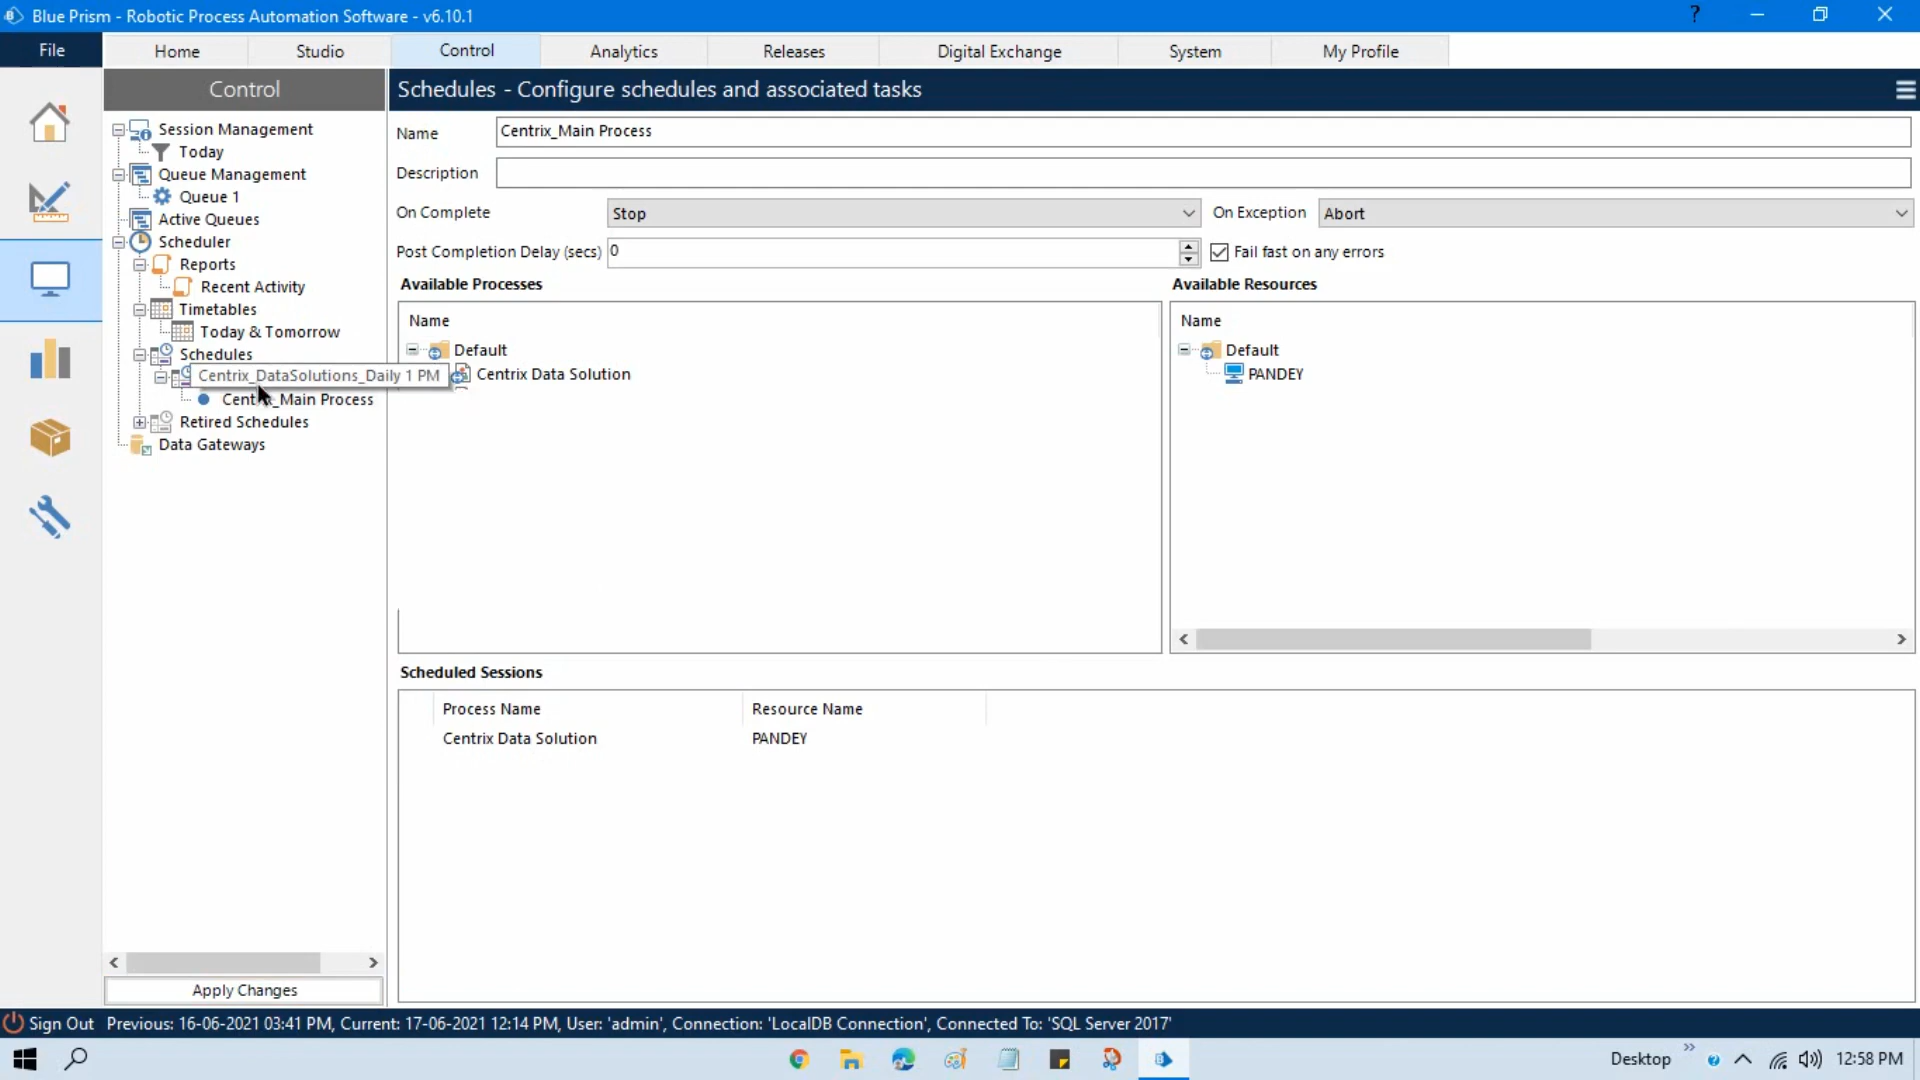 Blue Prism - Robotic Process Automation Software - v6.10.1
?
File Home Studio Control Analytics Releases Digital Exchange System My Profile
Control
Schedules - Configure schedules and associated tasks
Session Management
Today
Queue Management
Queue 1
Active Queues
Scheduler
Reports
Recent Activity
Timetables
Today & Tomorrow
Schedules
Centrix_DataSolutions_Daily 1 PM
Centrix_Main Process
Retired Schedules
Data Gateways
Apply Changes
Name Centrix_Main Process
Description
On Complete Stop On Exception Abort
Post Completion Delay (secs) 0 Fail fast on any errors
Available Processes
Name
Default
Centrix Data Solution
Available Resources
Name
Default
PANDEY
Scheduled Sessions
Process Name Resource Name
Centrix Data Solution PANDEY
Sign Out Previous: 16-06-2021 03:41 PM, Current: 17-06-2021 12:14 PM, User: 'admin', Connection: 'LocalDB Connection', Connected To: 'SQL Server 2017'
Desktop 12:58 PM